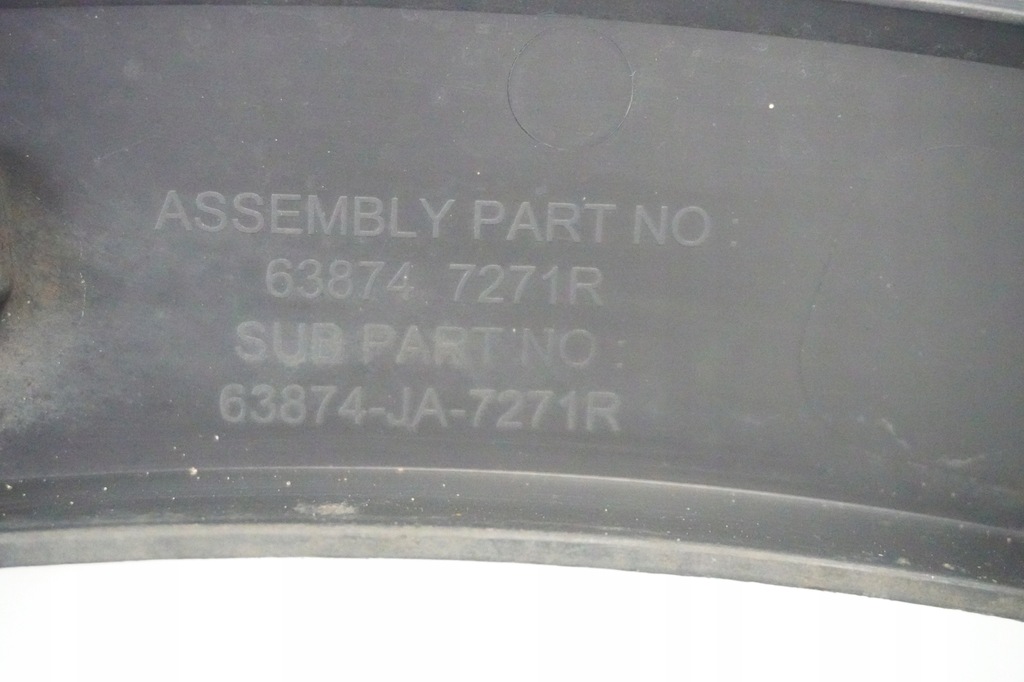 ASSEMBLY PART NO :
63874 7271R
SUB PART NO :
63874-JA-7271R